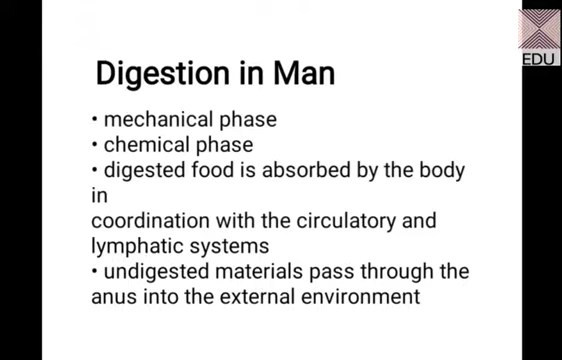 EDU
Digestion in Man
• mechanical phase
• chemical phase
• digested food is absorbed by the body
in
coordination with the circulatory and
lymphatic systems
• undigested materials pass through the
anus into the external environment